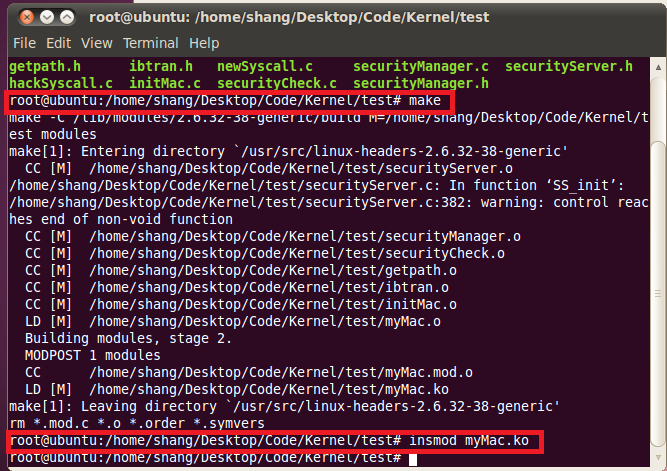 root@ubuntu: /home/shang/Desktop/Code/Kernel/test
File Edit View Terminal Help
getpath.h ibtran.h newSyscall.c securityManager.c securityServer.h
hackSyscall.c initMac.c securityCheck.c securityManager.h
root@ubuntu:/home/shang/Desktop/Code/Kernel/test# make
make -C /lib/modules/2.6.32-38-generic/build M=/home/shang/Desktop/Code/Kernel/t
est modules
make[1]: Entering directory `/usr/src/linux-headers-2.6.32-38-generic'
CC [M] /home/shang/Desktop/Code/Kernel/test/securityServer.o
/home/shang/Desktop/Code/Kernel/test/securityServer.c: In function ‘SS_init’:
/home/shang/Desktop/Code/Kernel/test/securityServer.c:382: warning: control reac
hes end of non-void function
CC [M] /home/shang/Desktop/Code/Kernel/test/securityManager.o
CC [M] /home/shang/Desktop/Code/Kernel/test/securityCheck.o
CC [M] /home/shang/Desktop/Code/Kernel/test/getpath.o
CC [M] /home/shang/Desktop/Code/Kernel/test/ibtran.o
CC [M] /home/shang/Desktop/Code/Kernel/test/initMac.o
LD [M] /home/shang/Desktop/Code/Kernel/test/myMac.o
Building modules, stage 2.
MODPOST 1 modules
CC /home/shang/Desktop/Code/Kernel/test/myMac.mod.o
LD [M] /home/shang/Desktop/Code/Kernel/test/myMac.ko
make[1]: Leaving directory `/usr/src/linux-headers-2.6.32-38-generic'
rm *.mod.c *.o *.order *.symvers
root@ubuntu:/home/shang/Desktop/Code/Kernel/test# insmod myMac.ko
root@ubuntu:/home/shang/Desktop/Code/Kernel/test#